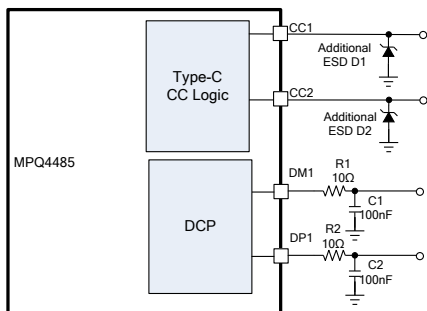 CC1
Additional
ESD D1
Type-C
CC Logic
CC2
Additional
ESD D2
MPQ4485
R1
DM1
10Ω
C1
100nF
DCP
R2
DP1
10Ω
C2
100nF